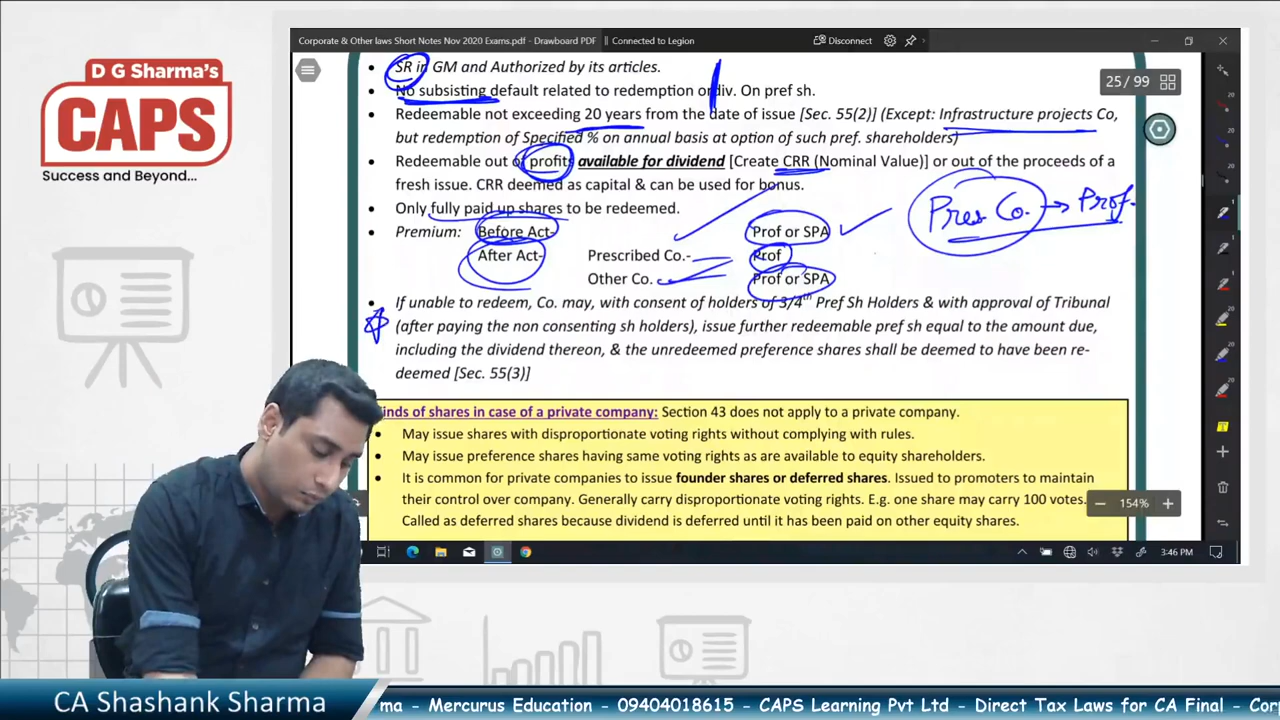 D G SHARMA'S
CAPS
Success and Beyond...
Corporate & Other laws Short Notes Nov 2020 Exams.pdf - Drawboard PDF
Connected to Legion
Disconnect
25 / 99
SR in GM and Authorized by its articles.
No subsisting default related to redemption or div. On pref sh.
Redeemable not exceeding 20 years from the date of issue [Sec. 55(2)] (Except: Infrastructure projects Co,
but redemption of Specified % on annual basis at option of such pref. shareholders)
Redeemable out of profits available for dividend [Create CRR (Nominal Value)] or out of the proceeds of a
fresh issue. CRR deemed as capital & can be used for bonus.
Only fully paid up shares to be redeemed.
Pres Co. → Prof.
Premium: Before Act- Prof or SPA
After Act- Prescribed Co.- Prof
Other Co. Prof or SPA
If unable to redeem, Co. may, with consent of holders of 3/4th Pref Sh Holders & with approval of Tribunal
(after paying the non consenting sh holders), issue further redeemable pref sh equal to the amount due,
including the dividend thereon, & the unredeemed preference shares shall be deemed to have been re-
deemed [Sec. 55(3)]
inds of shares in case of a private company: Section 43 does not apply to a private company.
May issue shares with disproportionate voting rights without complying with rules.
May issue preference shares having same voting rights as are available to equity shareholders.
It is common for private companies to issue founder shares or deferred shares. Issued to promoters to maintain
their control over company. Generally carry disproportionate voting rights. E.g. one share may carry 100 votes.
Called as deferred shares because dividend is deferred until it has been paid on other equity shares.
154%
3:46 PM
CA Shashank Sharma
ma - Mercurus Education - 09404018615 - CAPS Learning Pvt Ltd - Direct Tax Laws for CA Final - Cor